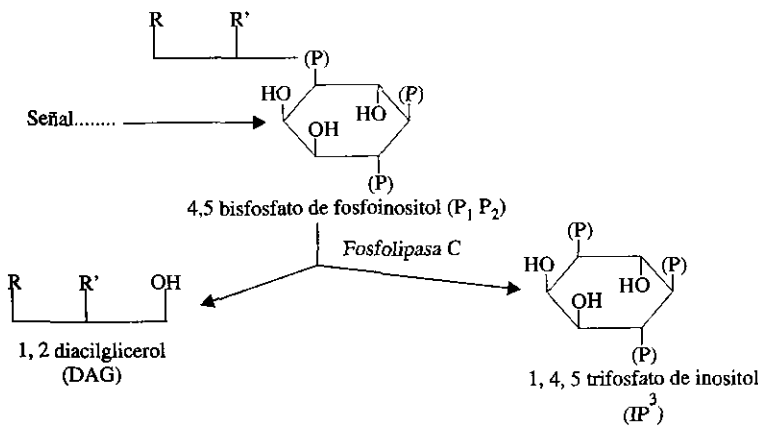 R R'
(P)
HO (P)
HO
Señal........ OH
(P)
4,5 bisfosfato de fosfoinositol (P₁ P₂)
Fosfolipasa C
R R' OH
(P)
HO (P)
HO
OH
(P)
1, 2 diacilglicerol
(DAG)
1, 4, 5 trifosfato de inositol
(IP³)